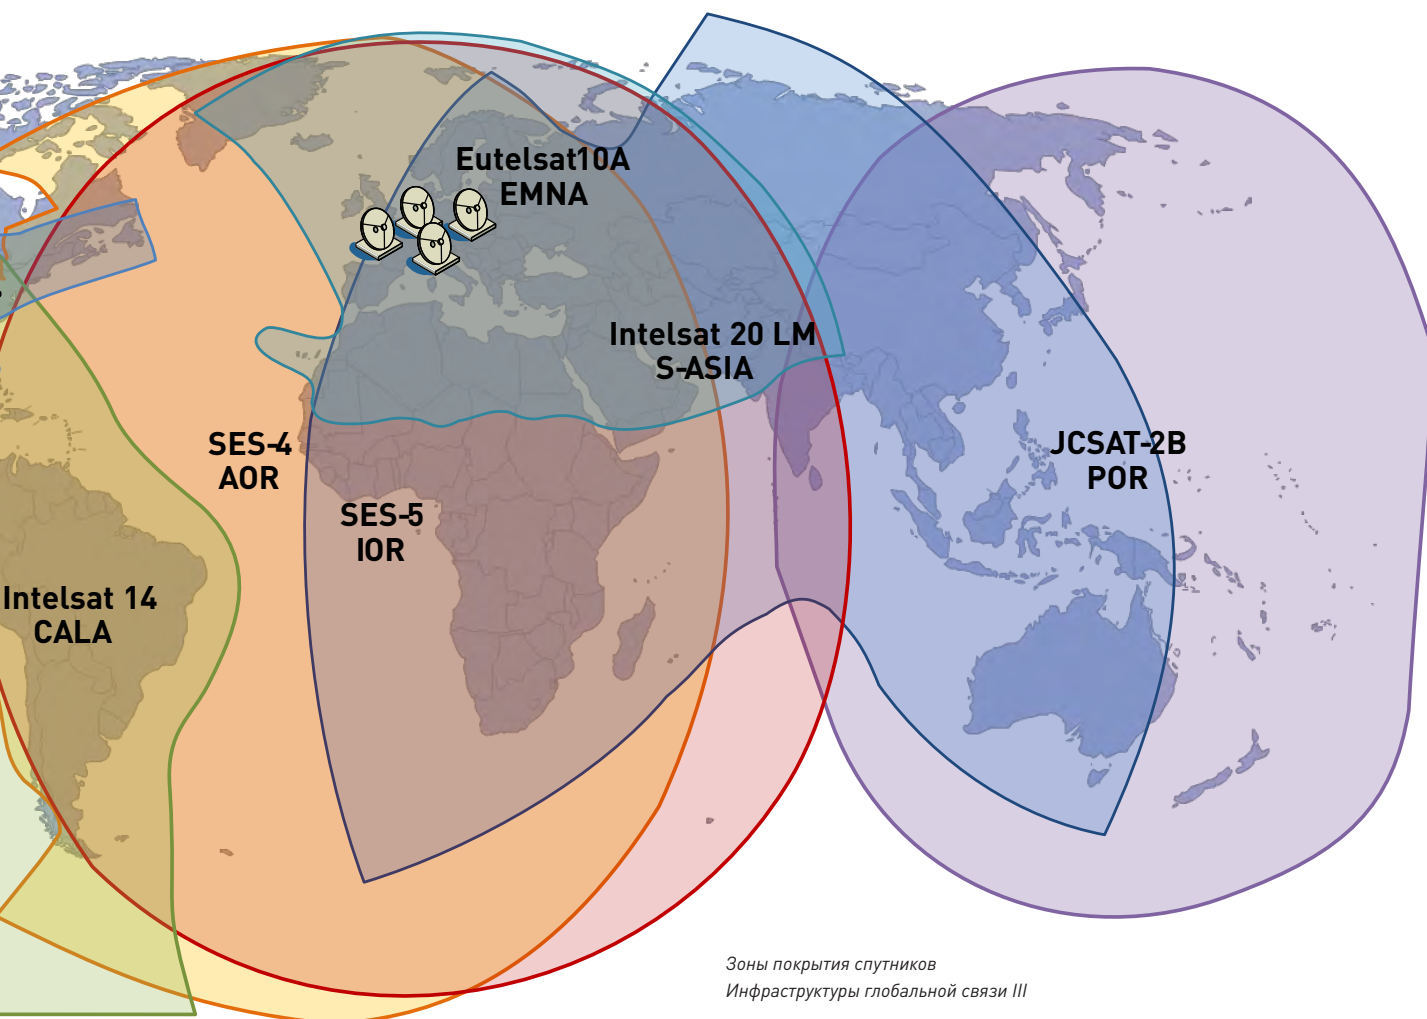 Eutelsat10A
EMNA
Intelsat 20 LM
S-ASIA
SES-4
AOR
SES-5
IOR
JCSAT-2B
POR
Intelsat 14
CALA
Зоны покрытия спутников
Инфраструктуры глобальной связи III